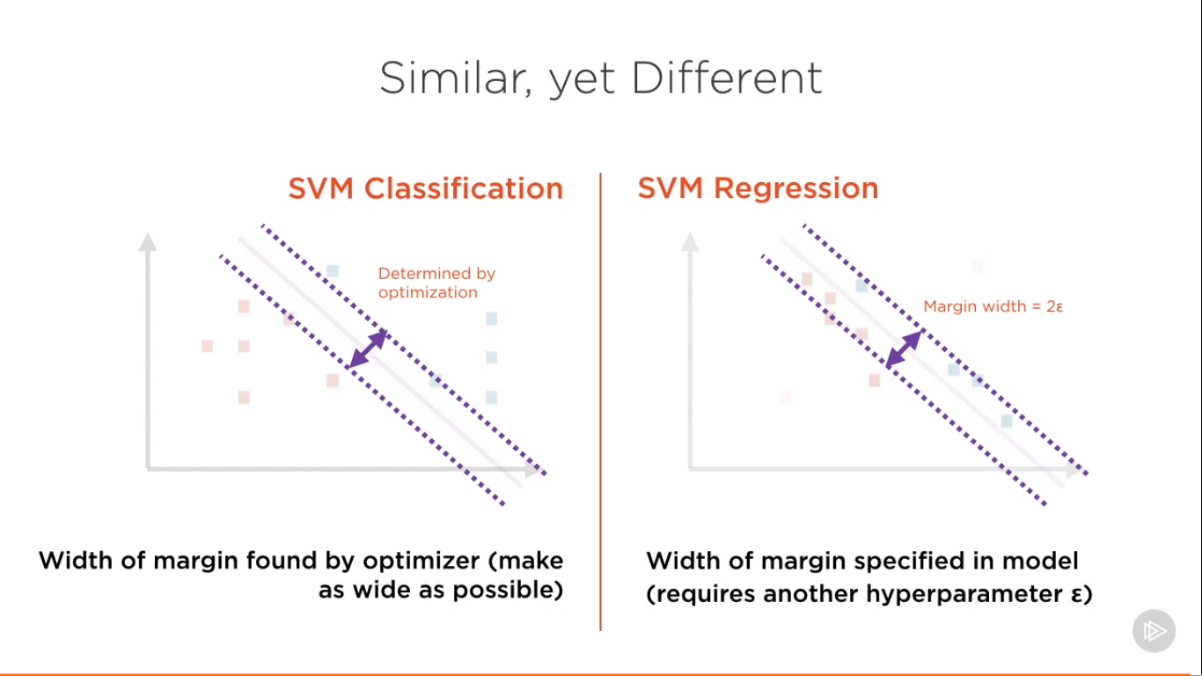 Similar, yet Different
SVM Classification
Determined by
optimization
Width of margin found by optimizer (make
as wide as possible)
SVM Regression
Margin width = 2ε
Width of margin specified in model
(requires another hyperparameter ε)